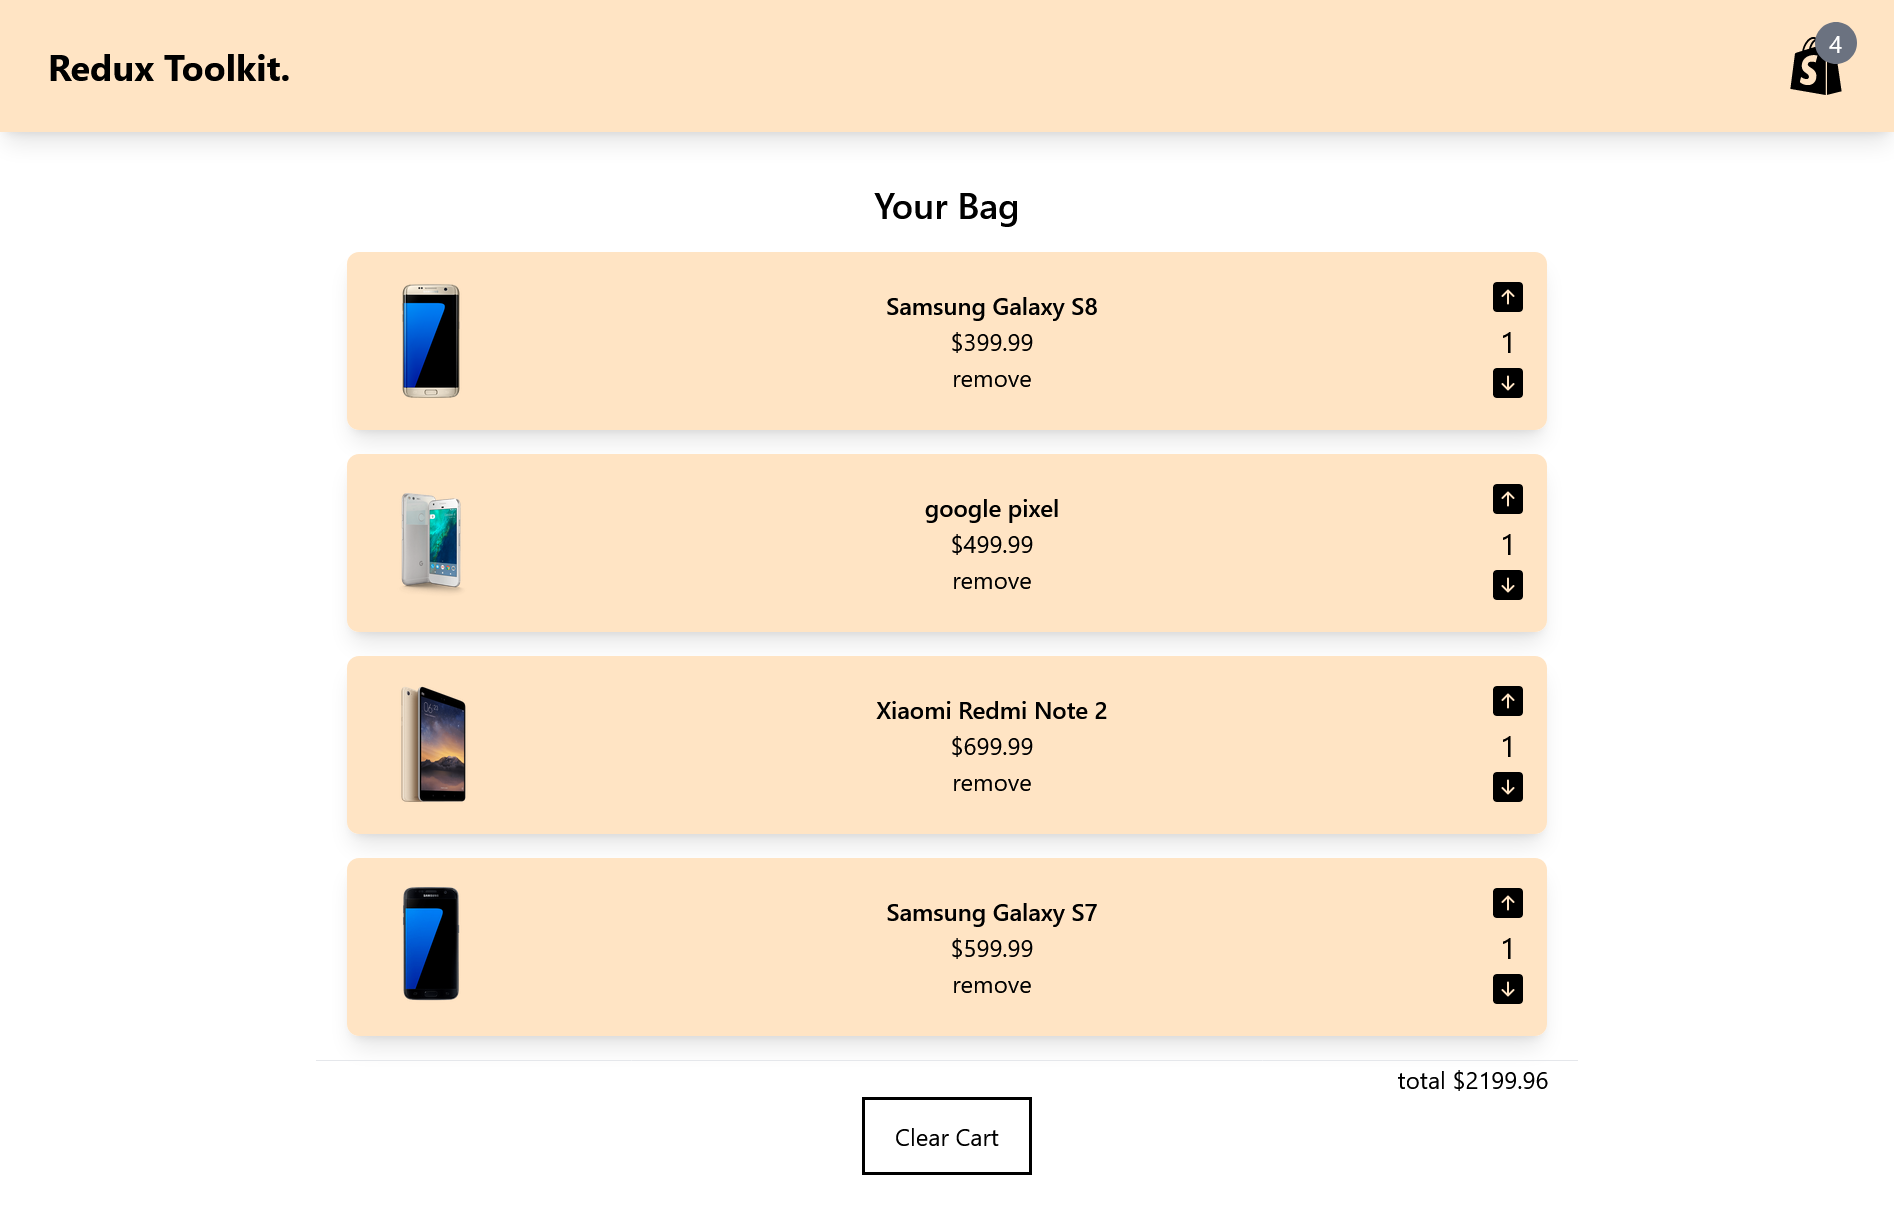 Redux Toolkit.
4
S
Your Bag
Samsung Galaxy S8
$399.99
remove
1
google pixel
$499.99
remove
1
Xiaomi Redmi Note 2
$699.99
remove
1
Samsung Galaxy S7
$599.99
remove
1
total $2199.96
Clear Cart